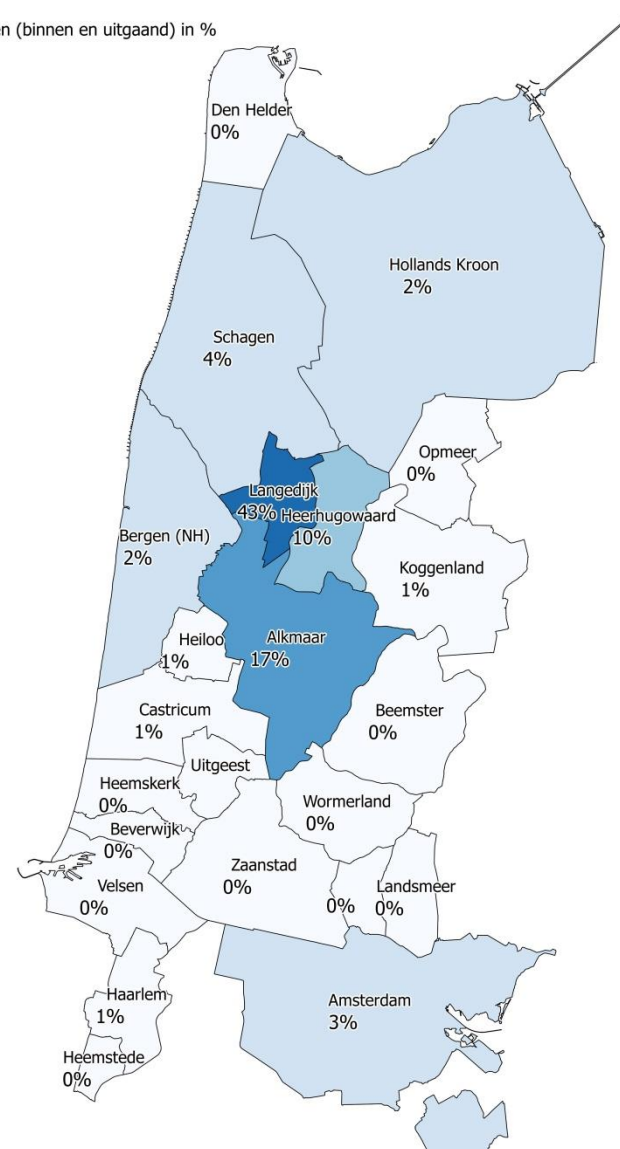 (binnen en uitgaand) in %
Den Helder
0%
Hollands Kroon
2%
Schagen
4%
Opmeer
0%
Langedijk
43%
Heerhugowaard
10%
Bergen (NH)
2%
Koggenland
1%
Heiloo
1%
Alkmaar
17%
Castricum
1%
Beemster
0%
Uitgeest
Heemskerk
0%
Wormerland
0%
Beverwijk
0%
Zaanstad
0%
Velsen
0%
0%
Landsmeer
0%
Haarlem
1%
Amsterdam
3%
Heemstede
0%